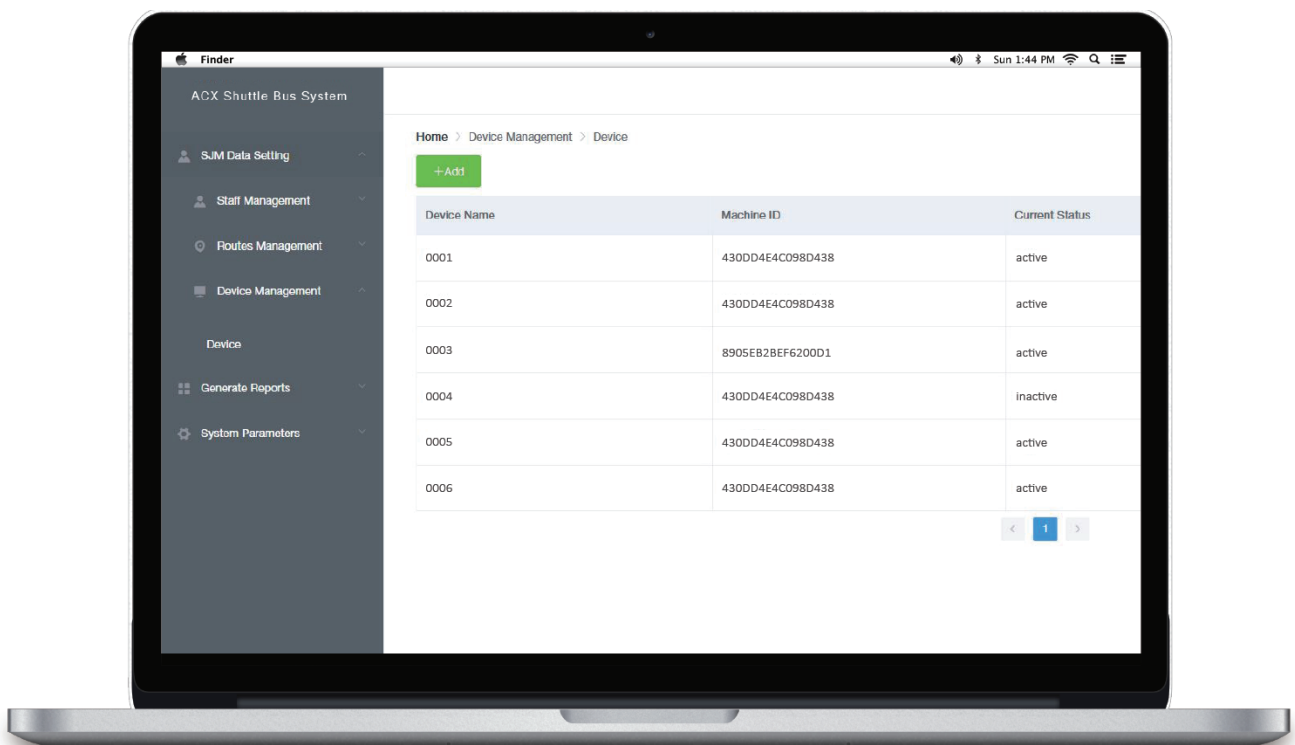 Finder
Sun 1:44 PM
ACX Shuttle Bus System
SJM Data Setting
Staff Management
Routes Management
Device Management
Device
Generate Reports
System Parameters
Home > Device Management > Device
+Add
Device Name Machine ID Current Status
0001 430DD4E4C098D438 active
0002 430DD4E4C098D438 active
0003 8905EB2BEF6200D1 active
0004 430DD4E4C098D438 inactive
0005 430DD4E4C098D438 active
0006 430DD4E4C098D438 active
< 1 >